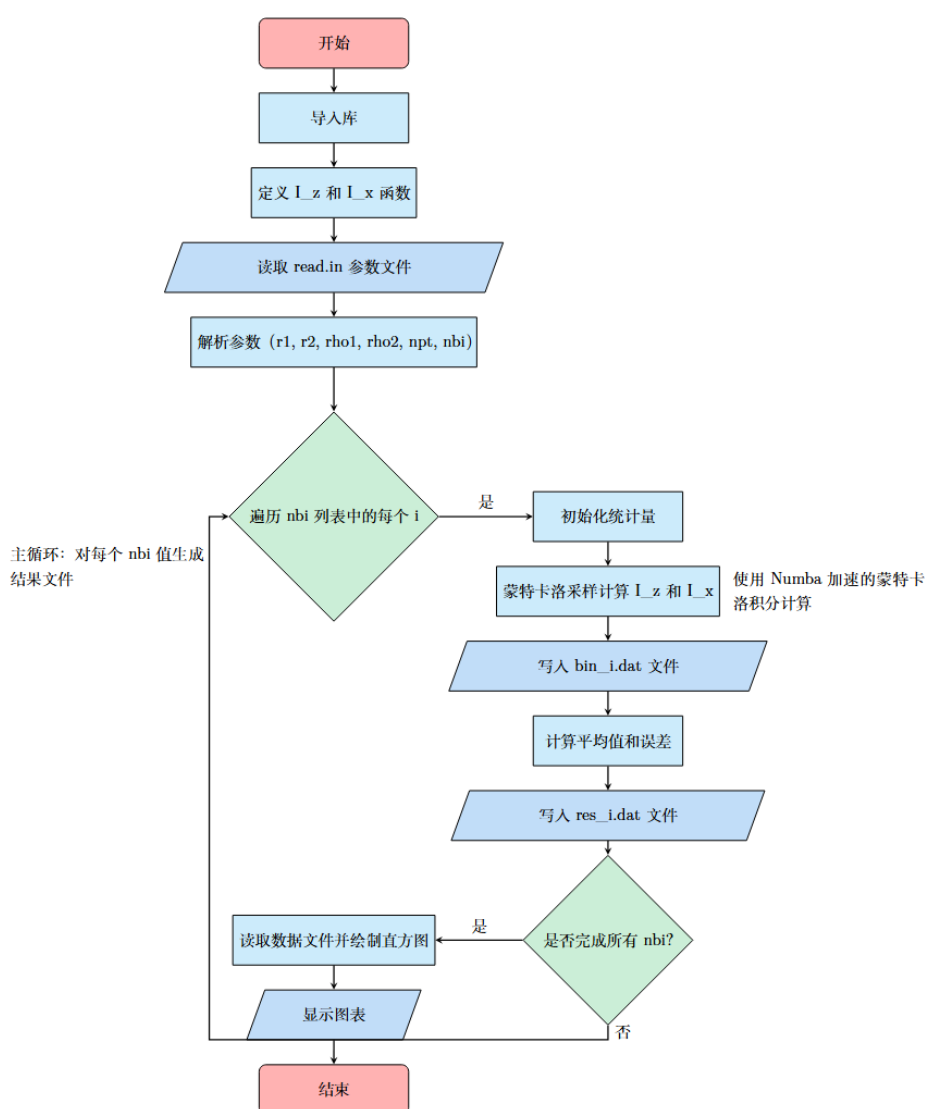 开始
导入库
定义 I_z 和 I_x 函数
读取 read.in 参数文件
解析参数（r1, r2, rho1, rho2, npt, nbi）
遍历 nbi 列表中的每个 i
是
初始化统计量
主循环：对每个 nbi 值生成
结果文件
蒙特卡洛采样计算 I_z 和 I_x
使用 Numba 加速的蒙特卡
洛积分计算
写入 bin_i.dat 文件
计算平均值和误差
写入 res_i.dat 文件
是否完成所有 nbi?
是
读取数据文件并绘制直方图
显示图表
否
结束